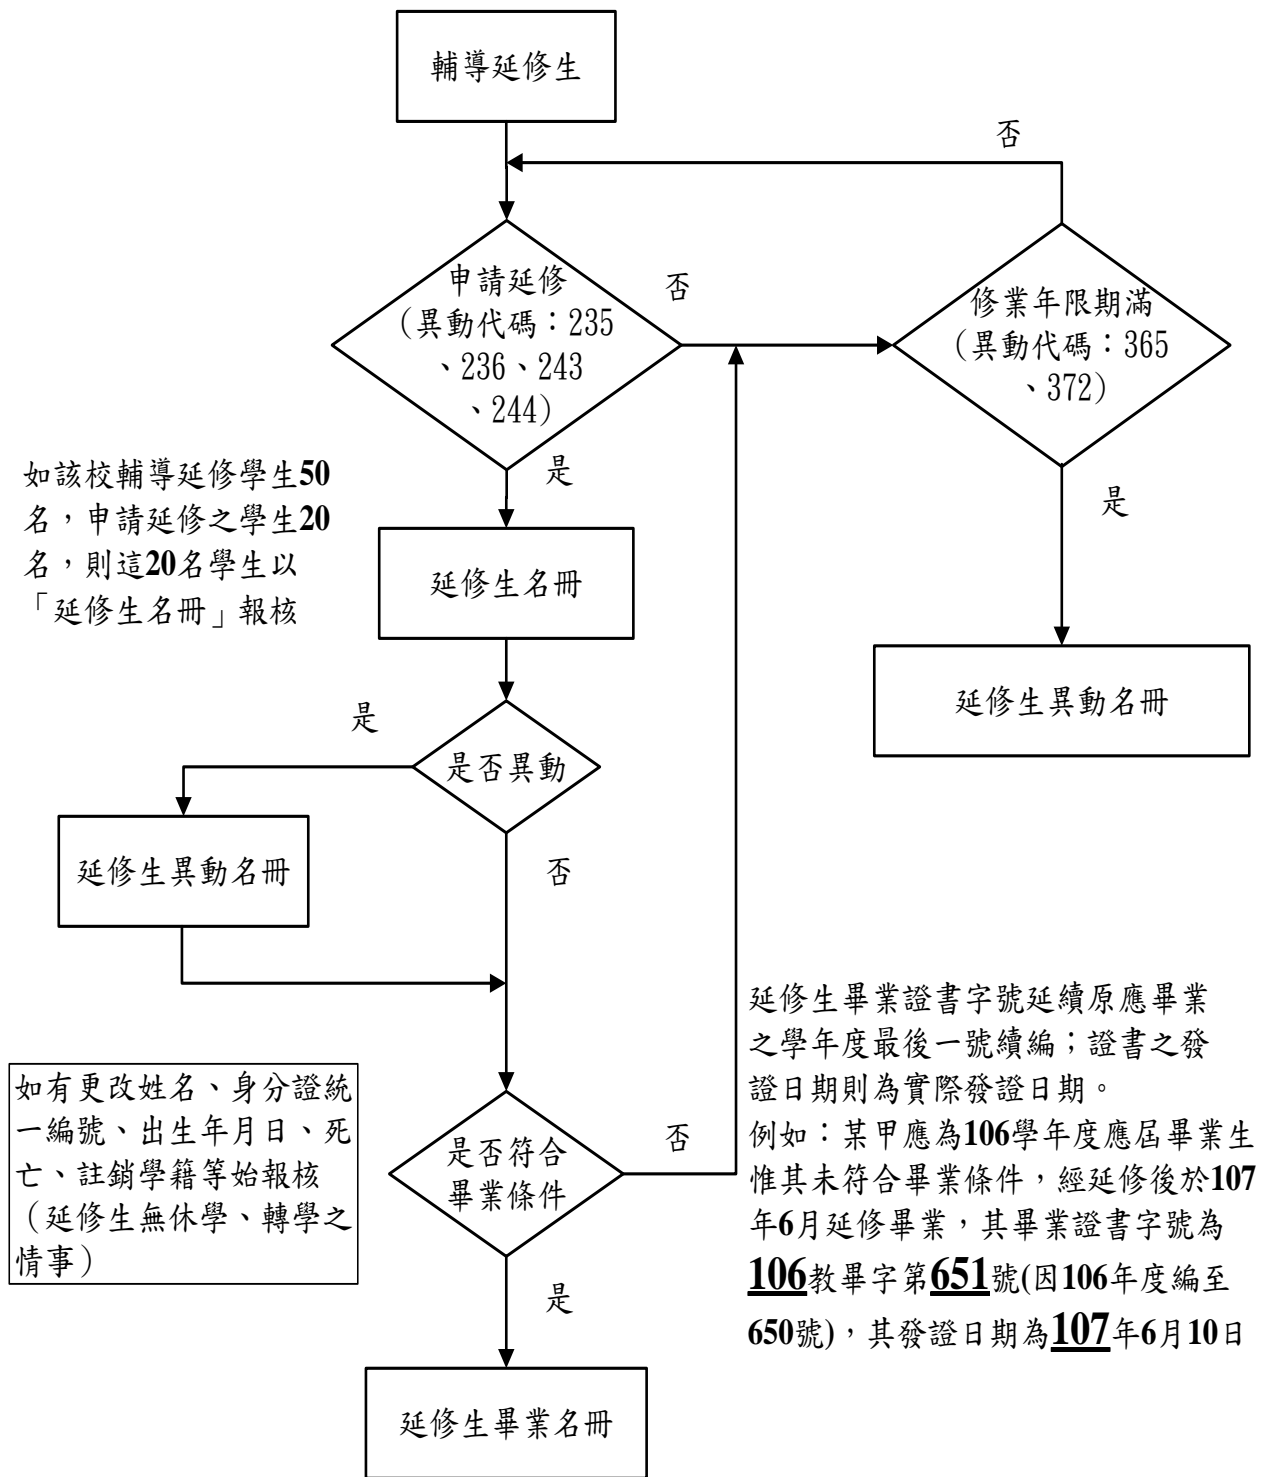 輔導延修生
否
申請延修
（異動代碼：235
、236、243
、244）
否
修業年限期滿
（異動代碼：365
、372）
是
是
如該校輔導延修學生50
名，申請延修之學生20
名，則這20名學生以
「延修生名冊」報核
延修生名冊
延修生異動名冊
是
是否異動
延修生異動名冊
否
如有更改姓名、身分證統
一編號、出生年月日、死
亡、註銷學籍等始報核
（延修生無休學、轉學之
情事）
是否符合
畢業條件
否
是
延修生畢業證書字號延續原應畢業
之學年度最後一號續編；證書之發
證日期則為實際發證日期。
例如：某甲應為106學年度應屆畢業生
惟其未符合畢業條件，經延修後於107
年6月延修畢業，其畢業證書字號為
106教畢字第651號(因106年度編至
650號)，其發證日期為107年6月10日
延修生畢業名冊